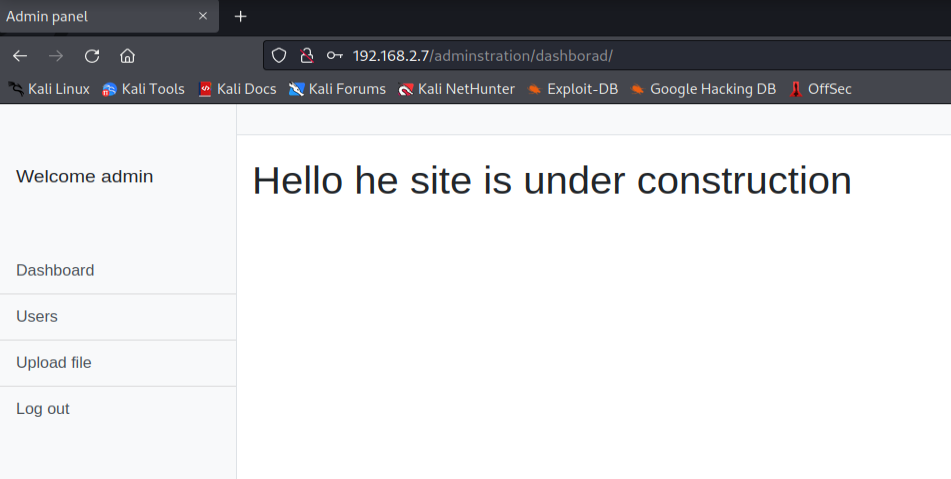 Admin panel
192.168.2.7/adminstration/dashborad/
Kali Linux Kali Tools Kali Docs Kali Forums Kali NetHunter Exploit-DB Google Hacking DB OffSec
Welcome admin
Hello he site is under construction
Dashboard
Users
Upload file
Log out